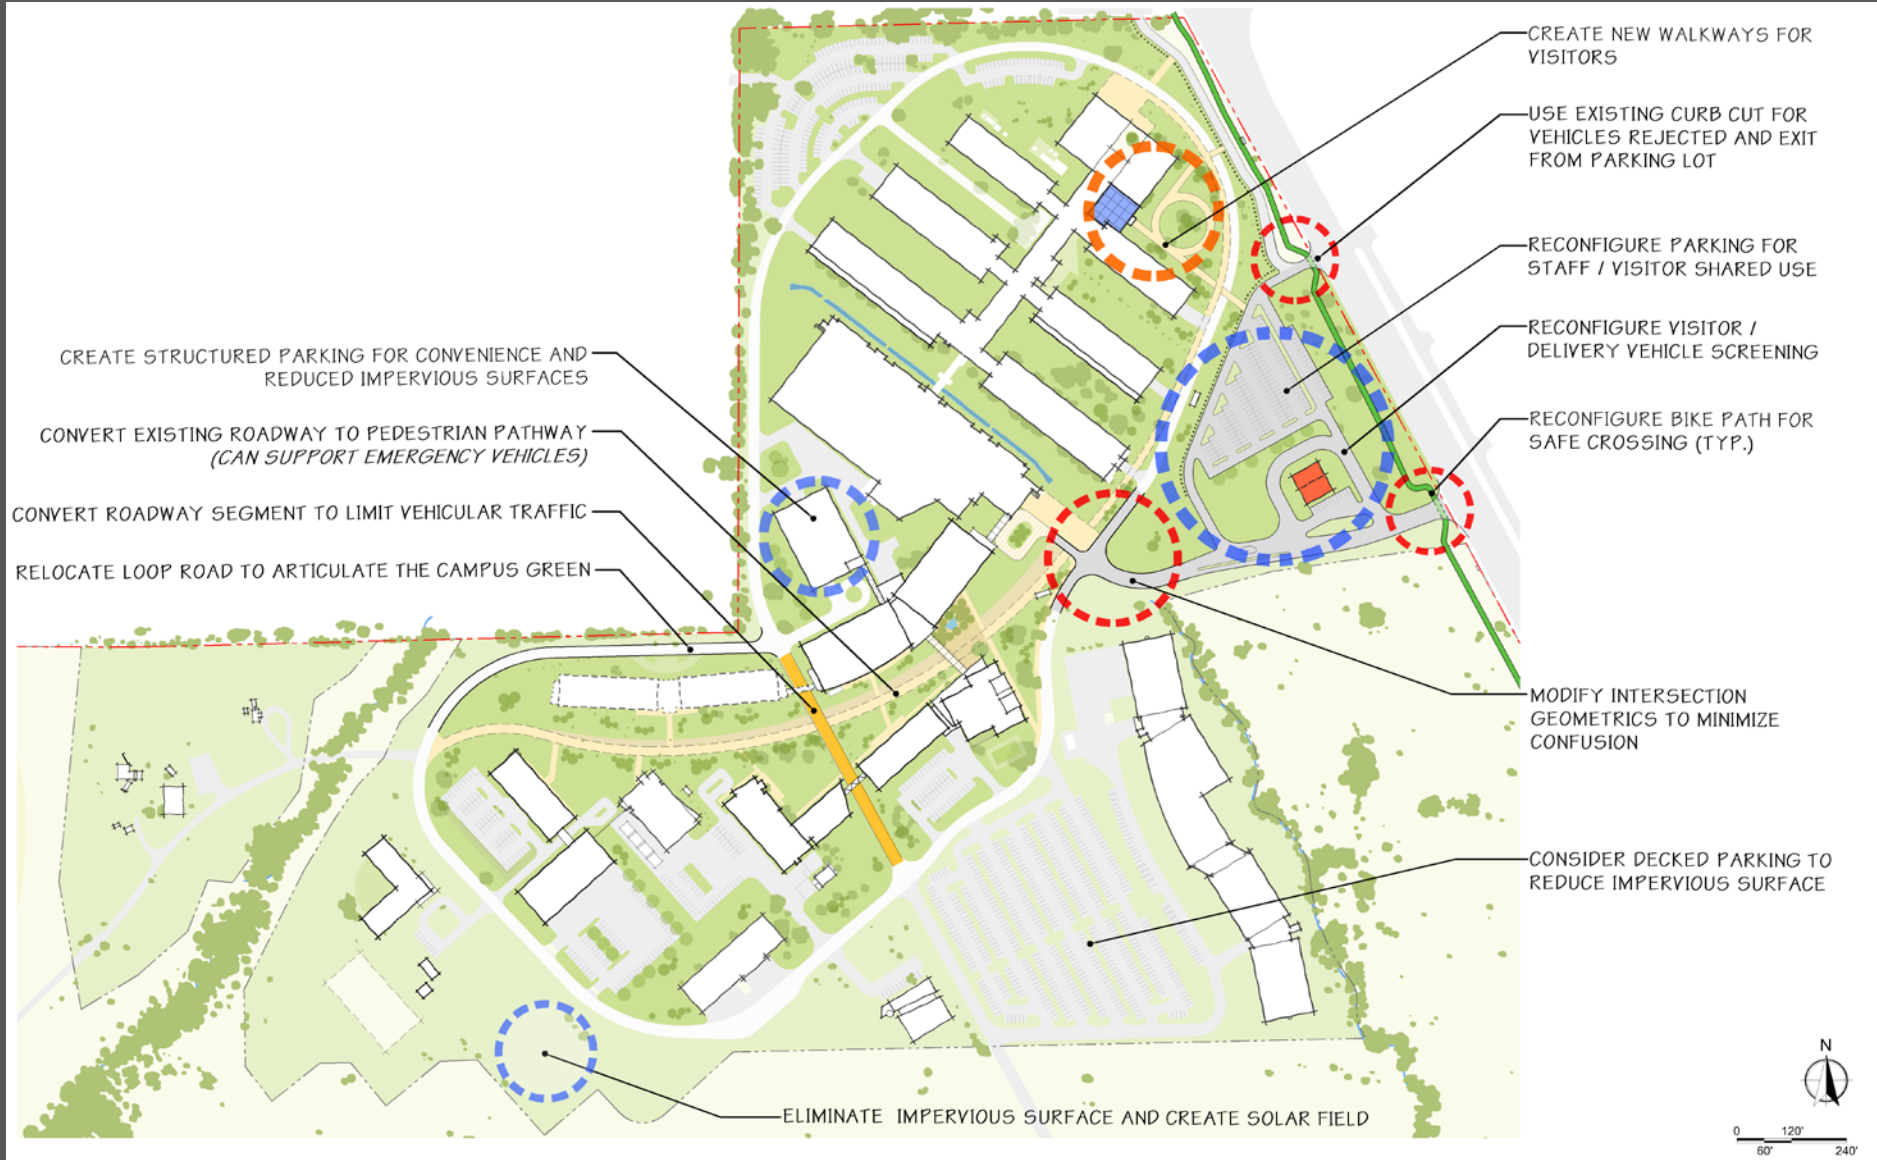 CREATE NEW WALKWAYS FOR
VISITORS
USE EXISTING CURB CUT FOR
VEHICLES REJECTED AND EXIT
FROM PARKING LOT
RECONFIGURE PARKING FOR
STAFF / VISITOR SHARED USE
RECONFIGURE VISITOR /
DELIVERY VEHICLE SCREENING
RECONFIGURE BIKE PATH FOR
SAFE CROSSING (TYP.)
CREATE STRUCTURED PARKING FOR CONVENIENCE AND
REDUCED IMPERVIOUS SURFACES
CONVERT EXISTING ROADWAY TO PEDESTRIAN PATHWAY
(CAN SUPPORT EMERGENCY VEHICLES)
CONVERT ROADWAY SEGMENT TO LIMIT VEHICULAR TRAFFIC
RELOCATE LOOP ROAD TO ARTICULATE THE CAMPUS GREEN
MODIFY INTERSECTION
GEOMETRICS TO MINIMIZE
CONFUSION
CONSIDER DECKED PARKING TO
REDUCE IMPERVIOUS SURFACE
ELIMINATE IMPERVIOUS SURFACE AND CREATE SOLAR FIELD
N
0 120'
60' 240'